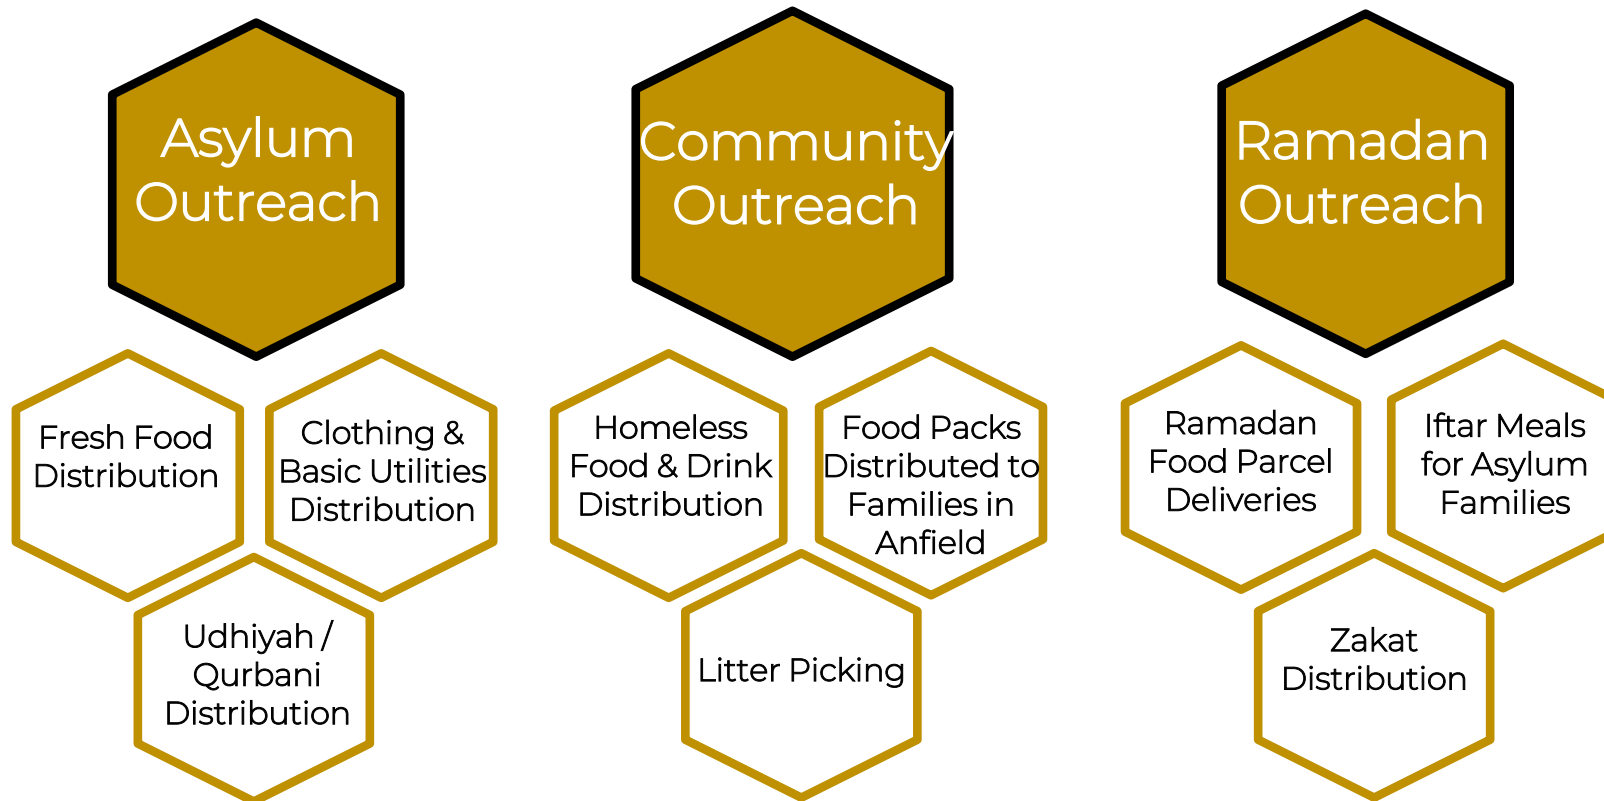 Asylum
Outreach
Community
Outreach
Ramadan
Outreach
Fresh Food
Distribution
Clothing &
Basic Utilities
Distribution
Udhiyah /
Qurbani
Distribution
Homeless
Food & Drink
Distribution
Food Packs
Distributed to
Families in
Anfield
Litter Picking
Ramadan
Food Parcel
Deliveries
Iftar Meals
for Asylum
Families
Zakat
Distribution